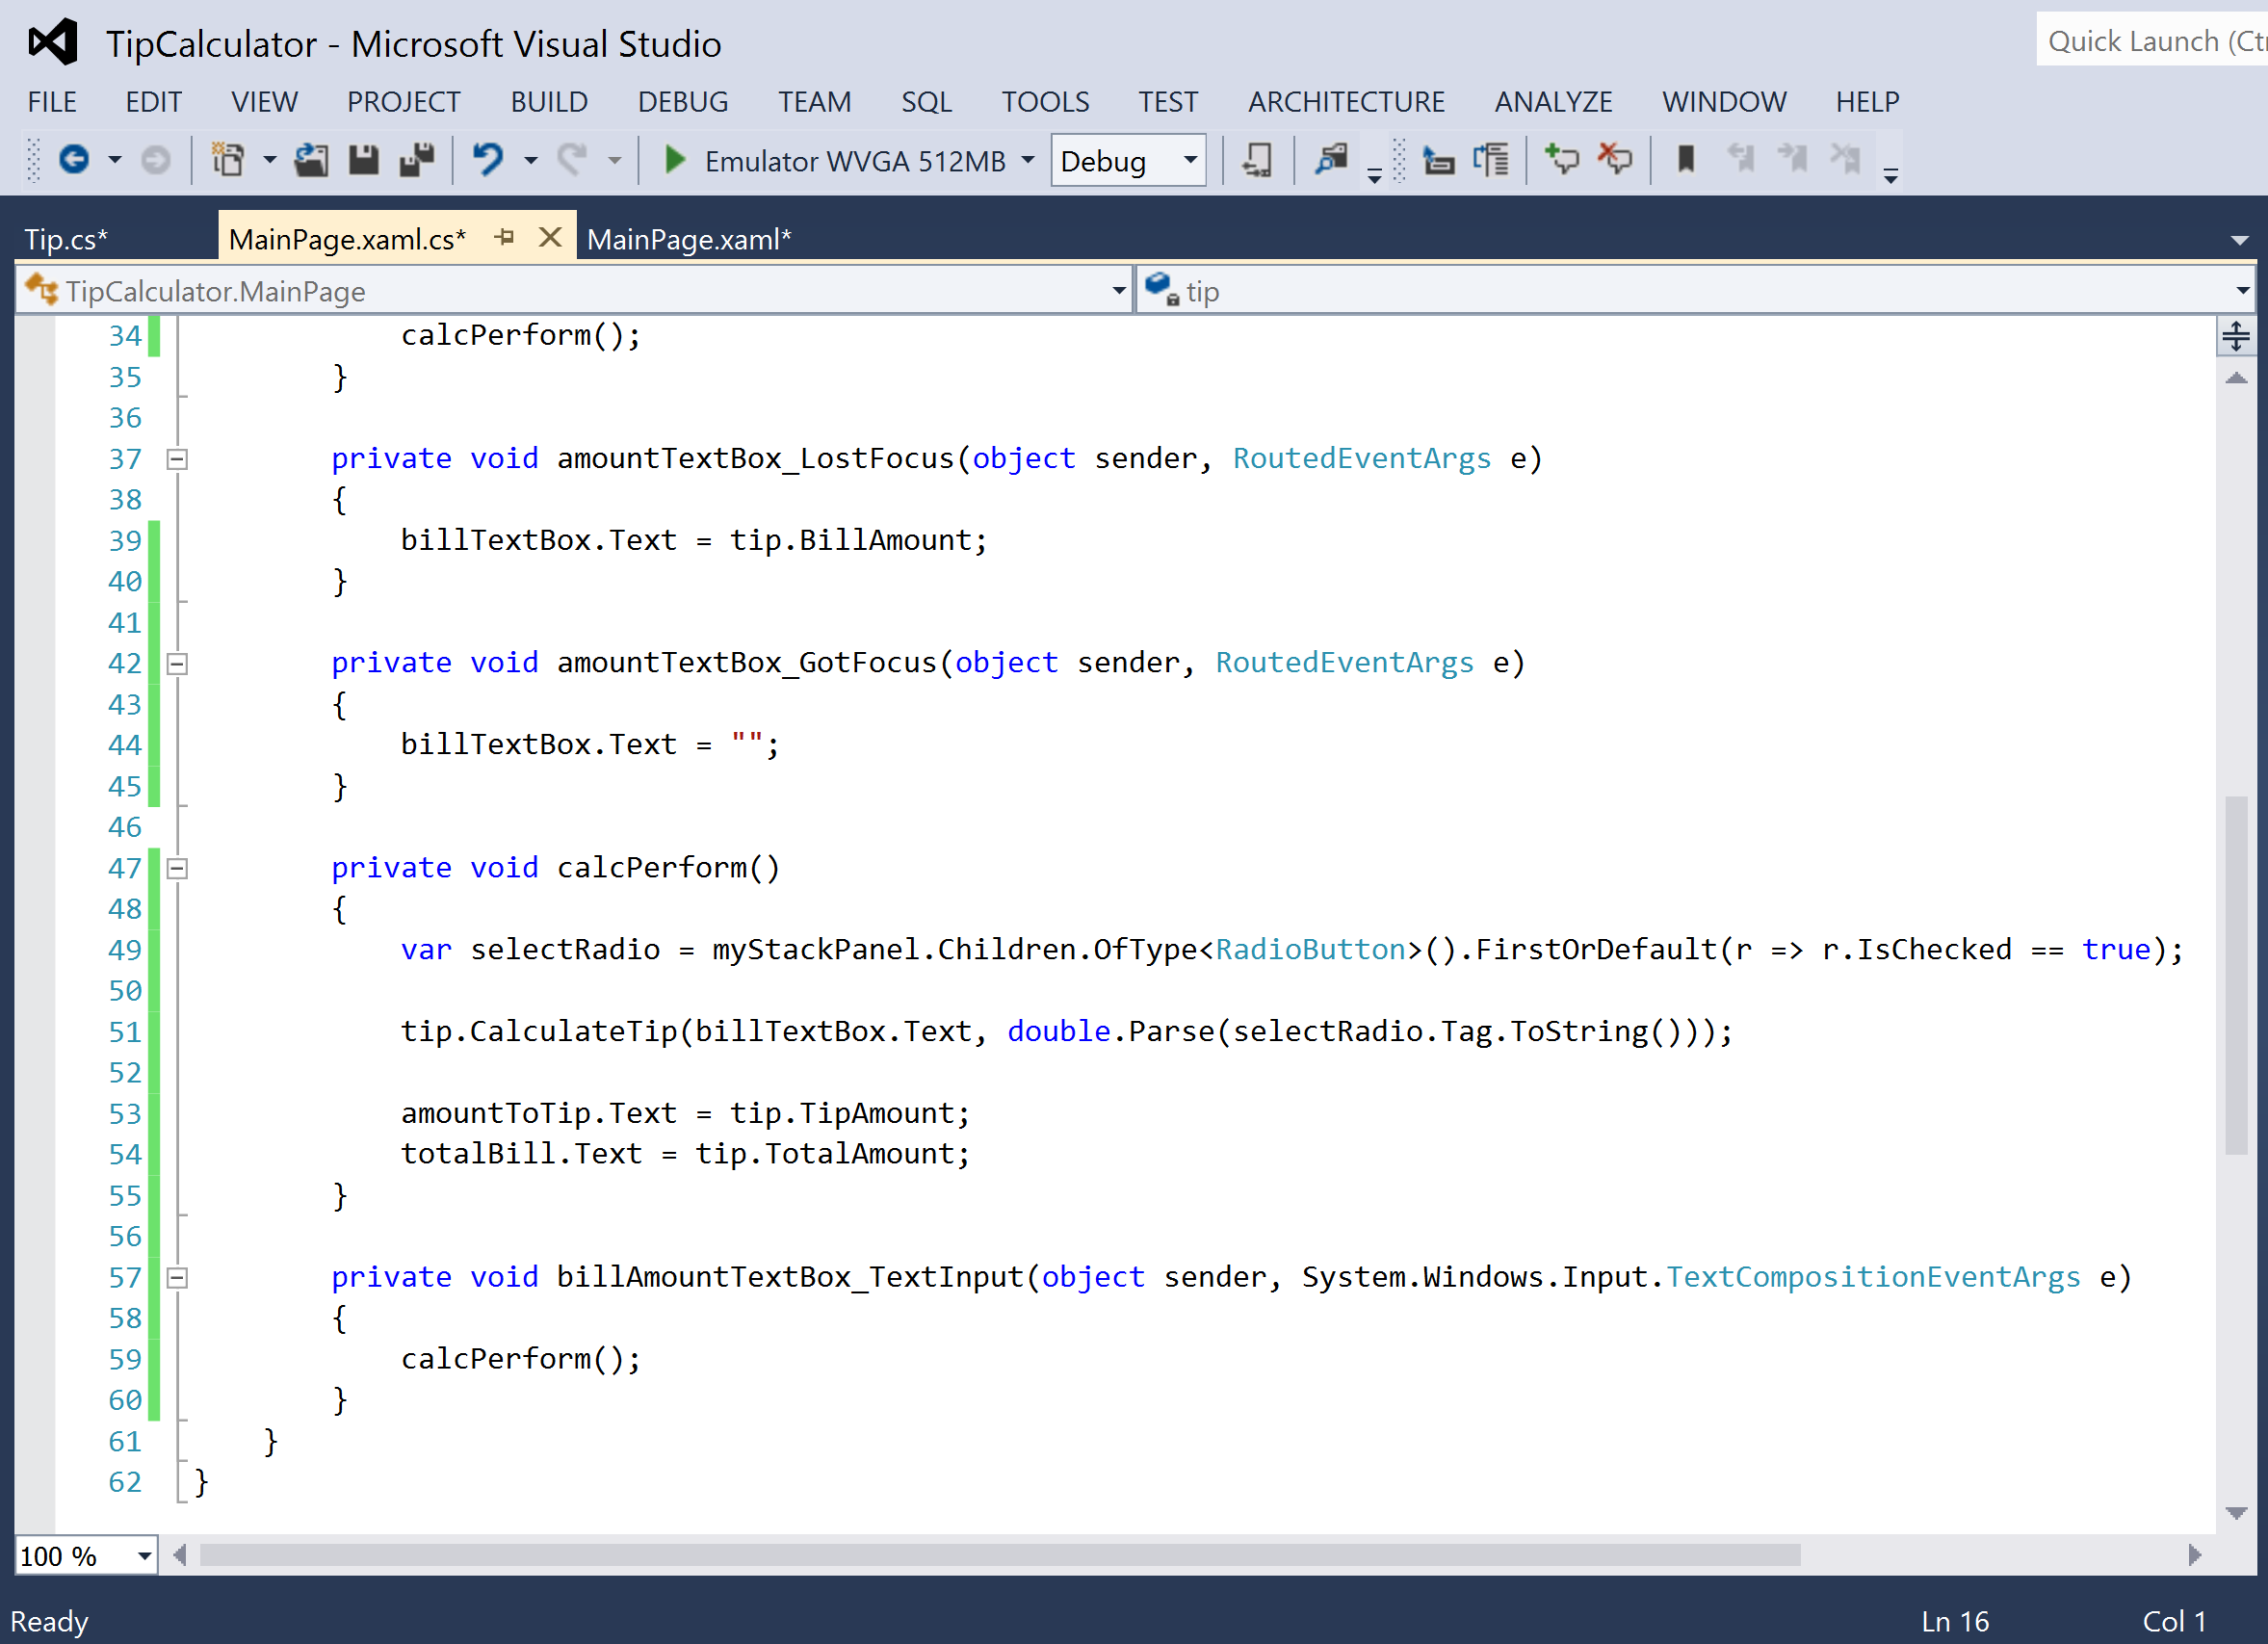 TipCalculator - Microsoft Visual Studio
Quick Launch (Ct
FILE EDIT VIEW PROJECT BUILD DEBUG TEAM SQL TOOLS TEST ARCHITECTURE ANALYZE WINDOW HELP
Emulator WVGA 512MB Debug
Tip.cs* MainPage.xaml.cs* MainPage.xaml*
TipCalculator.MainPage tip
34 calcPerform();
35 }
36
37 private void amountTextBox_LostFocus(object sender, RoutedEventArgs e)
38 {
39 billTextBox.Text = tip.BillAmount;
40 }
41
42 private void amountTextBox_GotFocus(object sender, RoutedEventArgs e)
43 {
44 billTextBox.Text = "";
45 }
46
47 private void calcPerform()
48 {
49 var selectRadio = myStackPanel.Children.OfType<RadioButton>().FirstOrDefault(r => r.IsChecked == true);
50
51 tip.CalculateTip(billTextBox.Text, double.Parse(selectRadio.Tag.ToString()));
52
53 amountToTip.Text = tip.TipAmount;
54 totalBill.Text = tip.TotalAmount;
55 }
56
57 private void billAmountTextBox_TextInput(object sender, System.Windows.Input.TextCompositionEventArgs e)
58 {
59 calcPerform();
60 }
61 }
62 }
100 %
Ready Ln 16 Col 1